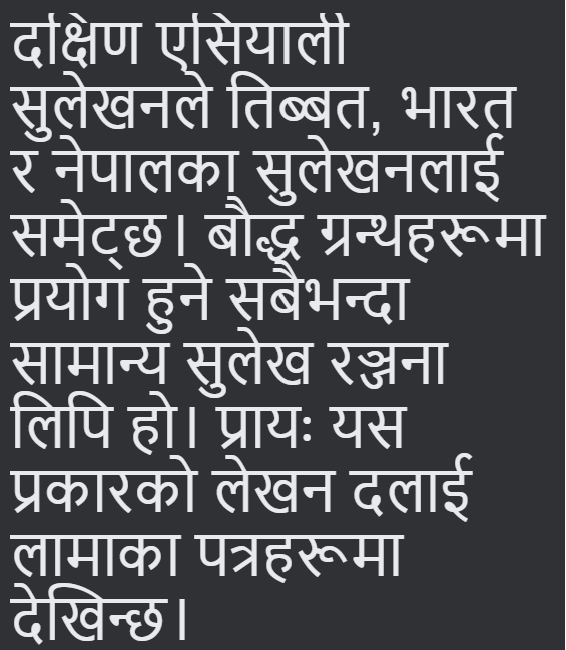 दक्षिण एसियाली
सुलेखनले तिब्बत, भारत
र नेपालका सुलेखनलाई
समेट्छ। बौद्ध ग्रन्थहरूमा
प्रयोग हुने सबैभन्दा
सामान्य सुलेख रञ्जना
लिपि हो। प्रायः यस
प्रकारको लेखन दलाई
लामाका पत्रहरूमा
देखिन्छ।